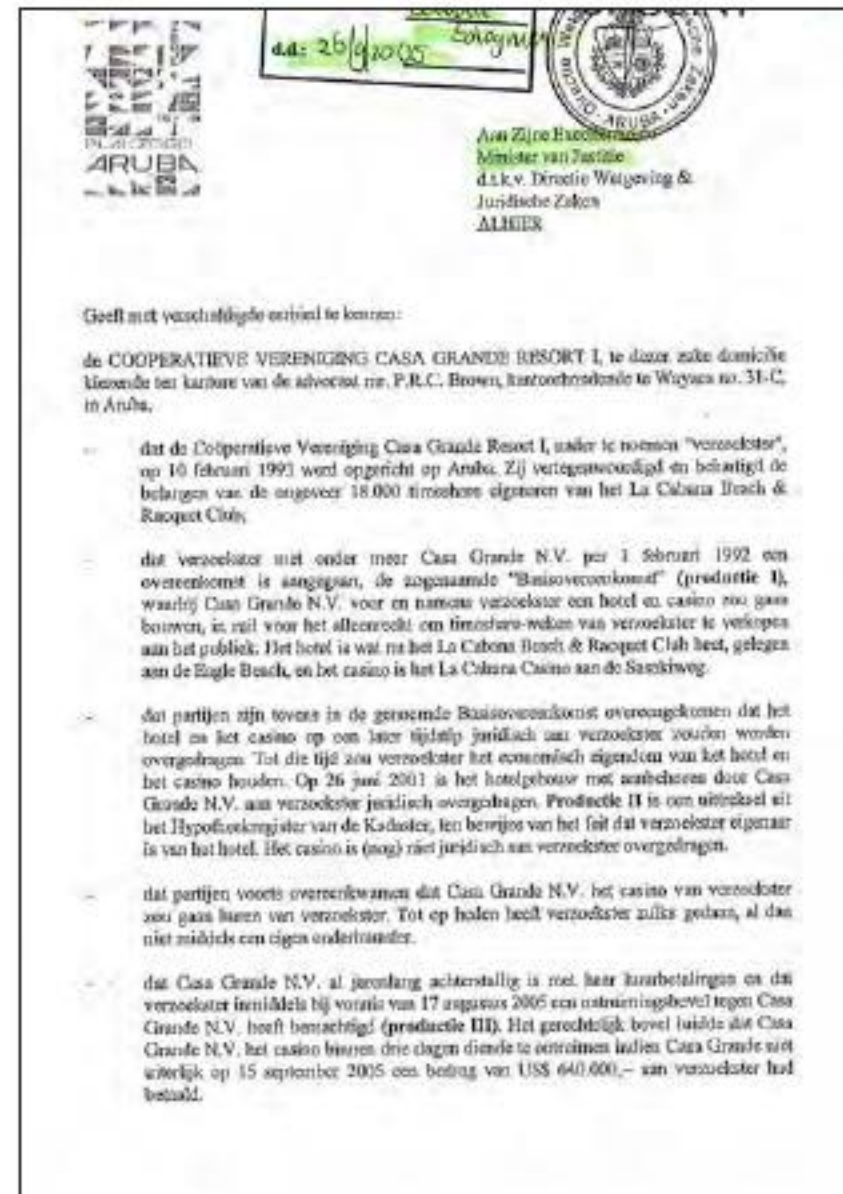 d.d.: 26/9/2005
PLAKZEGEL
ARUBA
ARUBA
Aan Zijne
Minister van Justitie
d.t.k.v. Directie Wetgeving &
Juridische Zaken
ALHIER
Geeft met verschuldigde eerbied te kennen:
de COOPERATIEVE VERENIGING CASA GRANDE RESORT I, te dezer zake domicilie
kiezende ten kantore van de advocaat mr. P.R.C. Brown, kantoorhoudende te Wayaca no. 31-C,
in Aruba,
- dat de Coöperatieve Vereniging Casa Grande Resort I, nader te noemen "verzoekster",
op 10 februari 1993 werd opgericht op Aruba. Zij vertegenwoordigd en behartigd de
belangen van de ongeveer 18.000 timeshare eigenaren van het La Cabana Beach &
Racquet Club;
- dat verzoekster met onder meer Casa Grande N.V. per 1 februari 1992 een
overeenkomst is aangegaan, de zogenaamde "Basisovereenkomst" (productie I),
waarbij Casa Grande N.V. voor en namens verzoekster een hotel en casino zou gaan
bouwen, in ruil voor het alleenrecht om timeshare-weken van verzoekster te verkopen
aan het publiek. Het hotel is wat nu het La Cabana Beach & Racquet Club heet, gelegen
aan de Eagle Beach, en het casino is het La Cabana Casino aan de Sasakiweg.
- dat partijen zijn tevens in de genoemde Basisovereenkomst overeengekomen dat het
hotel en het casino op een later tijdstip juridisch aan verzoekster zouden worden
overgedragen. Tot die tijd zou verzoekster het economisch eigendom van het hotel en
het casino houden. Op 26 juni 2001 is het hotelgebouw met aanbehoren door Casa
Grande N.V. aan verzoekster juridisch overgedragen. Productie II is een uittreksel uit
het Hypotheekregister van de Kadaster, ten bewijze van het feit dat verzoekster eigenaar
is van het hotel. Het casino is (nog) niet juridisch aan verzoekster overgedragen.
- dat partijen voorts overeenkwamen dat Casa Grande N.V. het casino van verzoekster
zou gaan huren van verzoekster. Tot op heden heeft verzoekster zulks gedaan, al dan
niet middels een eigen
- dat Casa Grande N.V. al jarenlang achterstallig is met haar huurbetalingen en dat
verzoekster inmiddels bij vonnis van 17 augustus 2005 een ontruimingsbevel tegen Casa
Grande N.V. heeft bemachtigd (productie III). Het gerechtelijk bevel luidde dat Casa
Grande N.V. het casino binnen drie dagen diende te ontruimen indien Casa Grande niet
uiterlijk op 15 september 2005 een bedrag van US$ 640.000,– aan verzoekster had
betaald.